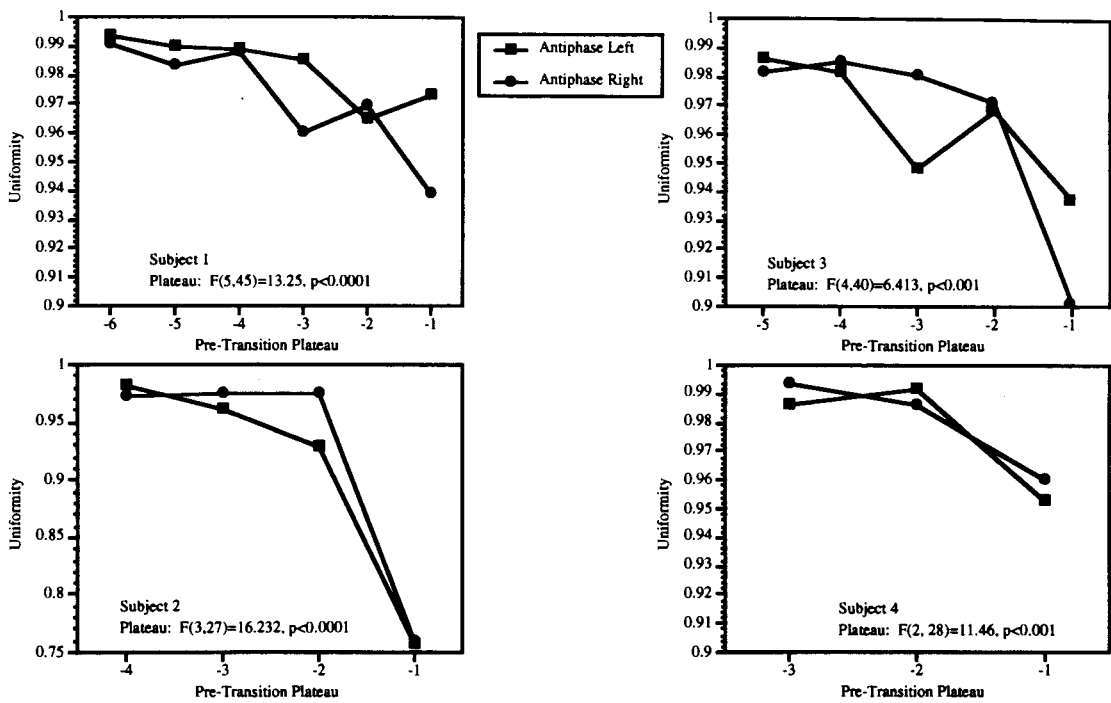 1
0.99
0.98
0.97
0.96
0.95
0.94
0.93
0.92
0.91
0.9
Uniformity
Subject 1
Plateau: F(5,45)=13.25, p<0.0001
-6 -5 -4 -3 -2 -1
Pre-Transition Plateau
Antiphase Left
Antiphase Right
1
0.99
0.98
0.97
0.96
0.95
0.94
0.93
0.92
0.91
0.9
Uniformity
Subject 3
Plateau: F(4,40)=6.413, p<0.001
-5 -4 -3 -2 -1
Pre-Transition Plateau
1
0.95
0.9
0.85
0.8
0.75
Uniformity
Subject 2
Plateau: F(3,27)=16.232, p<0.0001
-4 -3 -2 -1
Pre-Transition Plateau
1
0.99
0.98
0.97
0.96
0.95
0.94
0.93
0.92
0.91
0.9
Uniformity
Subject 4
Plateau: F(2, 28)=11.46, p<0.001
-3 -2 -1
Pre-Transition Plateau